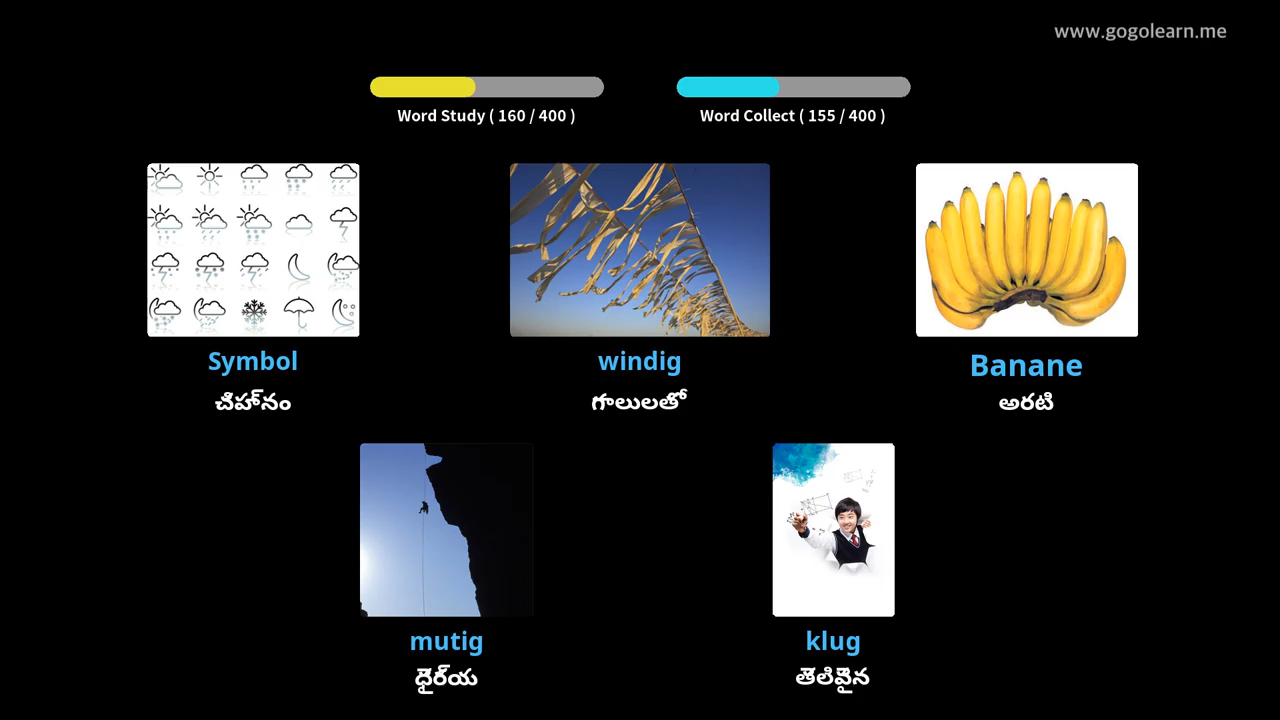 www.gogolearn.me
Word Study ( 160 / 400 )
Word Collect ( 155 / 400 )
Symbol
చిహ్నం
windig
గాలులతో
Banane
అరటి
mutig
ధైర్య
klug
తెలివైన